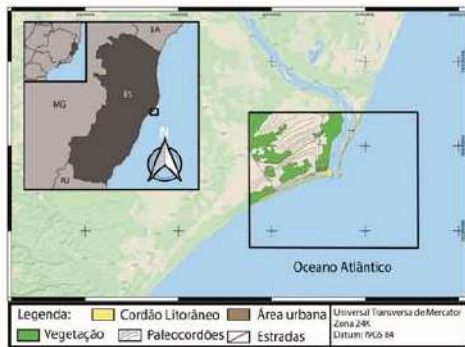 BA
MG
ES
RJ
N
Oceano Atlântico
Legenda:
Cordão Litorâneo
Área urbana
Vegetação
Paleocordões
Estradas
Universal Transversa de Mercator
Zona 24K
Datum: WGS 84